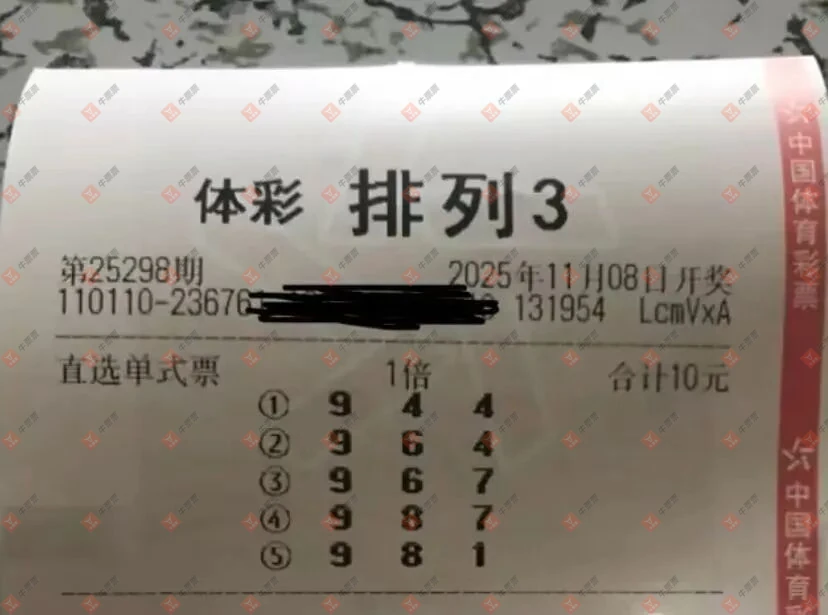 体彩 排列3
第25298期 2025年11月08日开奖
110110-23676 131954 LcmVxA
直选单式票 1倍 合计10元
① 9 4 4
② 9 6 4
③ 9 6 7
④ 9 8 7
⑤ 9 8 1
中国体育彩票
中国体育